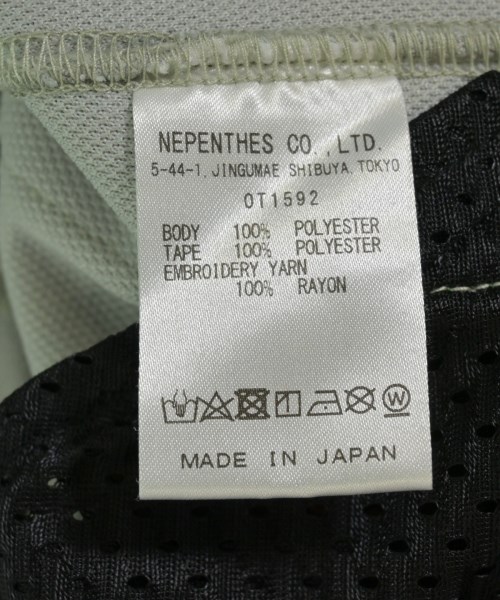 NEPENTHES CO.,LTD.
5-44-1, JINGUMAE SHIBUYA, TOKYO
OT1592
BODY 100% POLYESTER
TAPE 100% POLYESTER
EMBROIDERY YARN
100% RAYON
W
MADE IN JAPAN